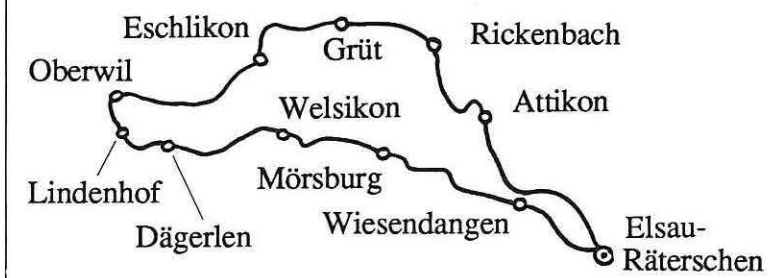 Eschlikon
Grüt
Rickenbach
Oberwil
Welsikon
Attikon
Lindenhof
Mörsburg
Dägerlen
Wiesendangen
Elsau-
Räterschen